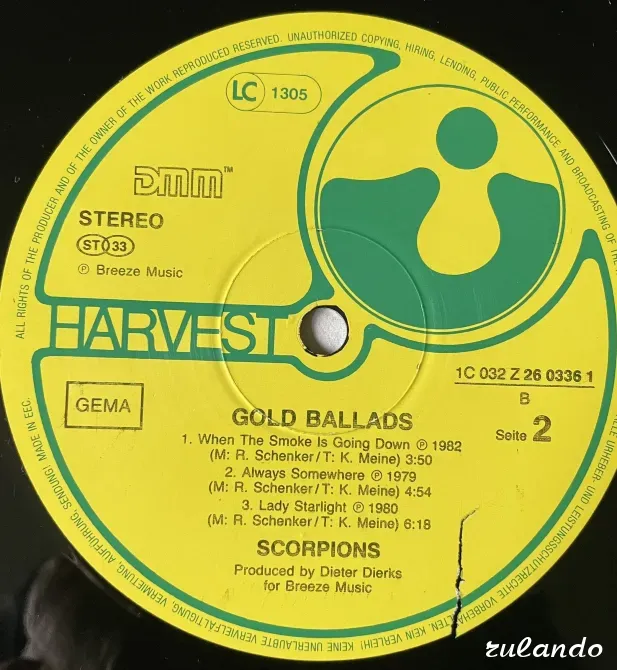 ALL RIGHTS OF THE PRODUCER AND OF THE OWNER OF THE WORK REPRODUCED RESERVED. UNAUTHORIZED COPYING, HIRING, LENDING, PUBLIC PERFORMANCE AND BROADCASTING OF
LC 1305
DMM™
STEREO
ST 33
℗ Breeze Music
HARVEST
1C 032 Z 26 0336 1
B
Seite 2
GEMA
GOLD BALLADS
1. When The Smoke Is Going Down ℗ 1982
(M: R. Schenker/T: K. Meine) 3:50
2. Always Somewhere ℗ 1979
(M: R. Schenker/T: K. Meine) 4:54
3. Lady Starlight ℗ 1980
(M: R. Schenker/T: K. Meine) 6:18
SCORPIONS
Produced by Dieter Dierks
for Breeze Music
URHEBER- UND LEISTUNGSSCHUTZRECHTE VORBEHALTEN. KEIN VERLEIH! KEINE UNERLAUBTE VERVIELFÄLTIGUNG, VERMIETUNG, AUFFÜHRUNG, SENDUNG! MADE IN EEC.
rulando